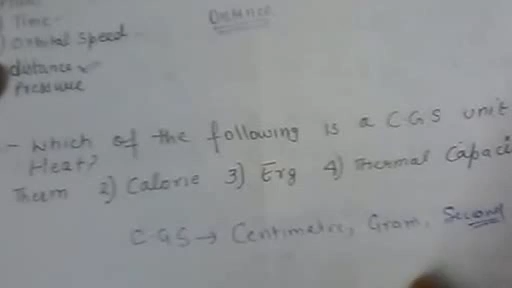 Time
Distance
Orbital Speed
distance
Pressure
- Which of the following is a C.G.S unit
Heat?
Therm 2) Calorie 3) Erg 4) Thermal Capaci
C.G.S → Centimetre, Gram, Second